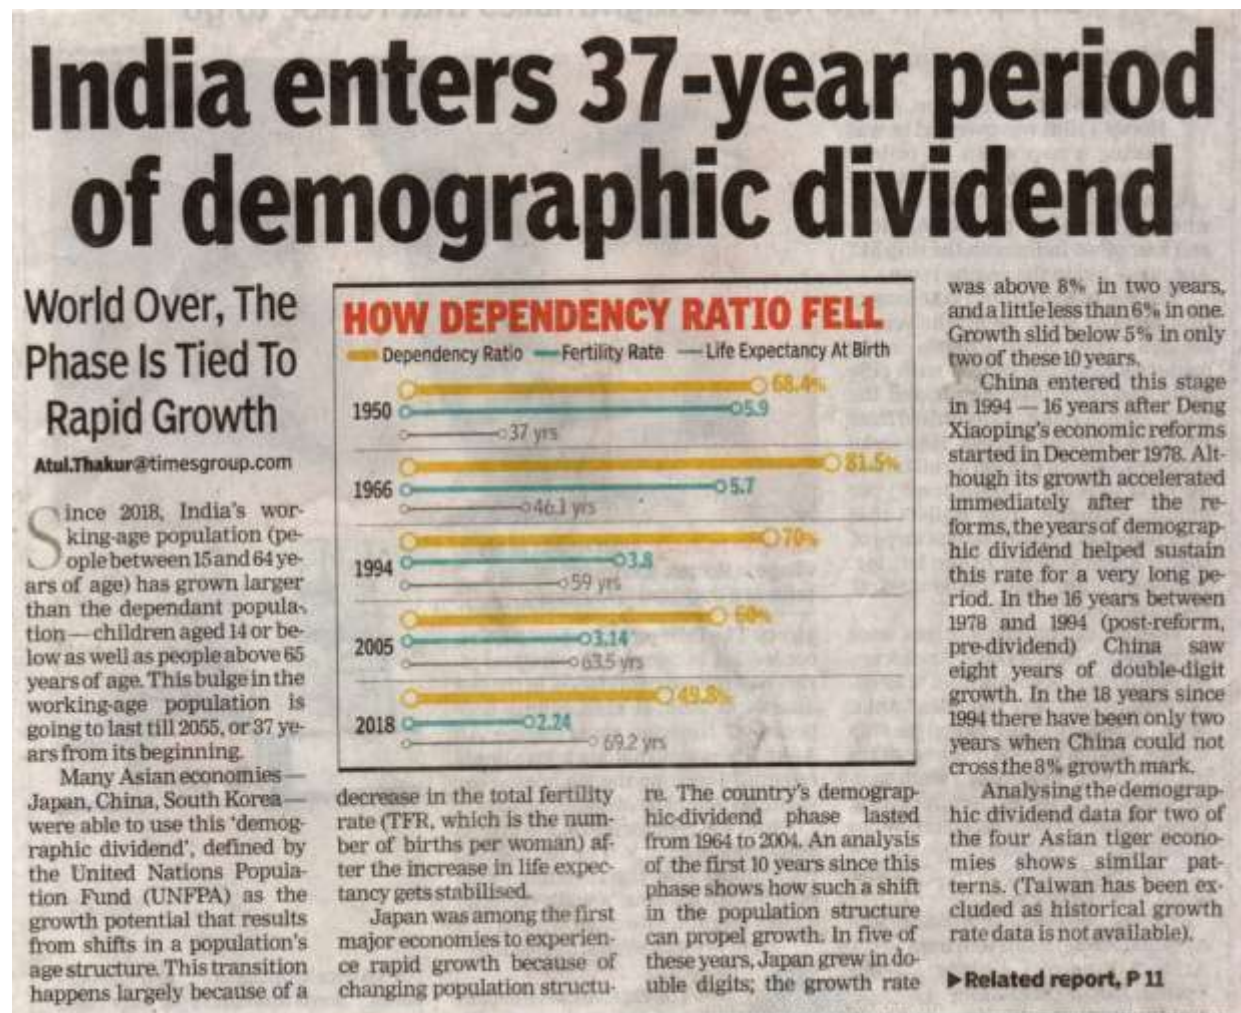 India enters 37-year period
of demographic dividend
World Over, The
Phase Is Tied To
Rapid Growth
Atul.Thakur@timesgroup.com
Since 2018, India's wor-
king-age population (pe-
ople between 15 and 64 ye-
ars of age) has grown larger
than the dependant popula-
tion — children aged 14 or be-
low as well as people above 65
years of age. This bulge in the
working-age population is
going to last till 2055, or 37 ye-
ars from its beginning.
Many Asian economies —
Japan, China, South Korea —
were able to use this 'demog-
raphic dividend', defined by
the United Nations Popula-
tion Fund (UNFPA) as the
growth potential that results
from shifts in a population's
age structure. This transition
happens largely because of a
HOW DEPENDENCY RATIO FELL
Dependency Ratio Fertility Rate Life Expectancy At Birth
68.4%
1950 5.9
37 yrs
81.5%
1966 5.7
46.1 yrs
70%
1994 3.8
59 yrs
60%
2005 3.14
63.5 yrs
49.8%
2018 2.24
69.2 yrs
decrease in the total fertility
rate (TFR, which is the num-
ber of births per woman) af-
ter the increase in life expec-
tancy gets stabilised.
Japan was among the first
major economies to experien-
ce rapid growth because of
changing population structu-
re. The country's demograp-
hic-dividend phase lasted
from 1964 to 2004. An analysis
of the first 10 years since this
phase shows how such a shift
in the population structure
can propel growth. In five of
these years, Japan grew in do-
uble digits; the growth rate
was above 8% in two years,
and a little less than 6% in one.
Growth slid below 5% in only
two of these 10 years.
China entered this stage
in 1994 — 16 years after Deng
Xiaoping's economic reforms
started in December 1978. Alt-
hough its growth accelerated
immediately after the re-
forms, the years of demograp-
hic dividend helped sustain
this rate for a very long pe-
riod. In the 16 years between
1978 and 1994 (post-reform,
pre-dividend) China saw
eight years of double-digit
growth. In the 18 years since
1994 there have been only two
years when China could not
cross the 8% growth mark.
Analysing the demograp-
hic dividend data for two of
the four Asian tiger econo-
mies shows similar pat-
terns. (Taiwan has been ex-
cluded as historical growth
rate data is not available).
▶Related report, P 11